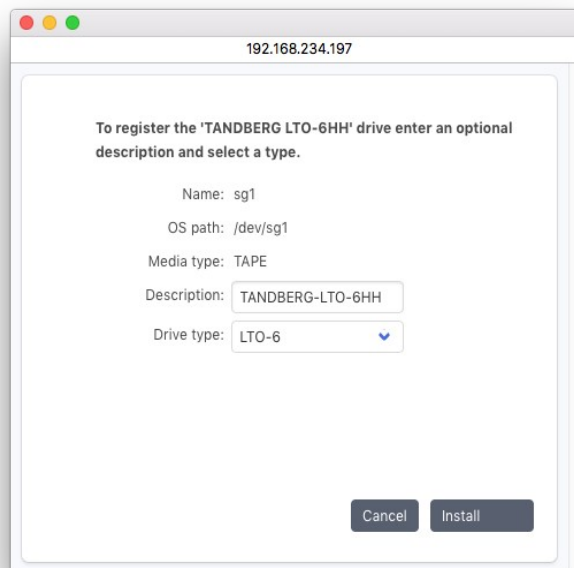 192.168.234.197
To register the 'TANDBERG LTO-6HH' drive enter an optional
description and select a type.
Name: sg1
OS path: /dev/sg1
Media type: TAPE
Description: TANDBERG-LTO-6HH
Drive type: LTO-6
Cancel Install